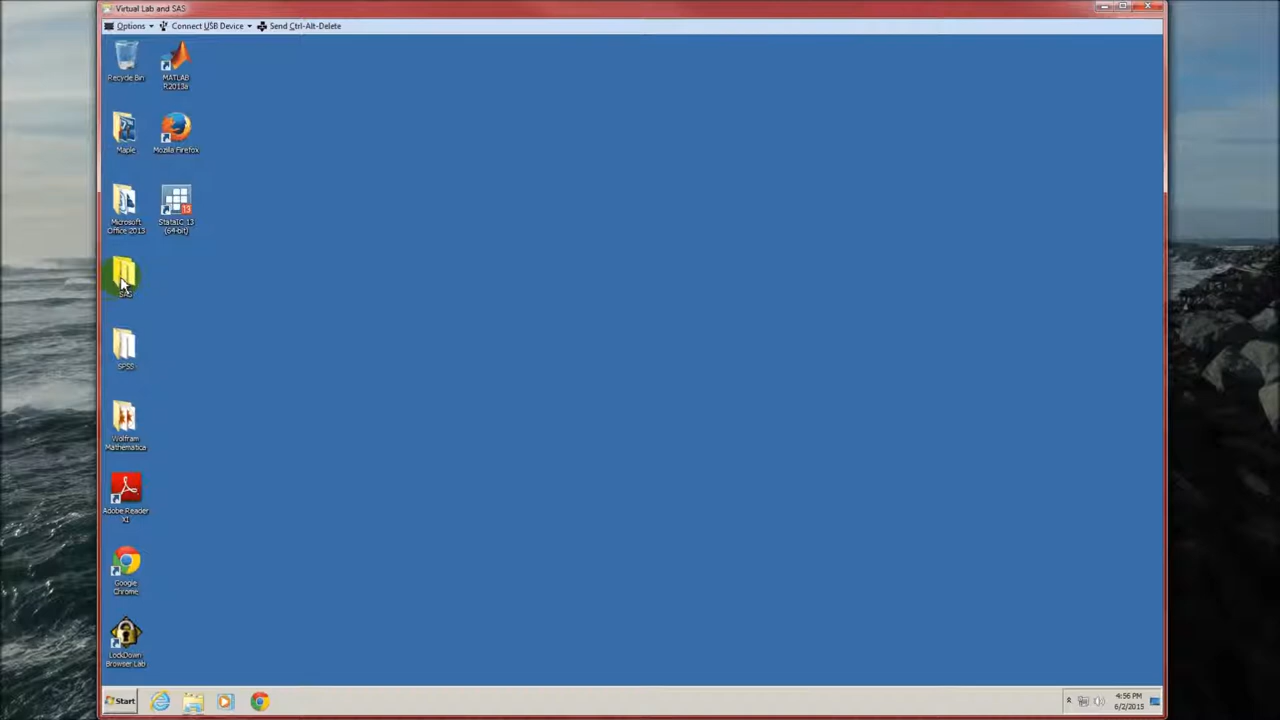 Virtual Lab and SAS
Options Connect USB Device Send Ctrl-Alt-Delete
Recycle Bin
MATLAB
R2013a
Maple
Mozilla Firefox
Microsoft
Office 2013
StataIC 13
(64-bit)
13
SAS
SPSS
Wolfram
Mathematica
Adobe Reader
XI
Google
Chrome
LockDown
Browser Lab
Start
4:56 PM
6/2/2015